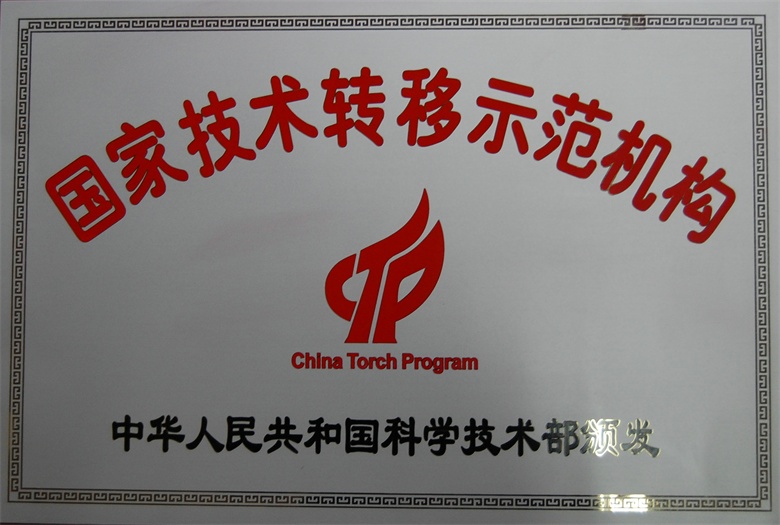 国家技术转移示范机构
China Torch Program
中华人民共和国科学技术部颁发